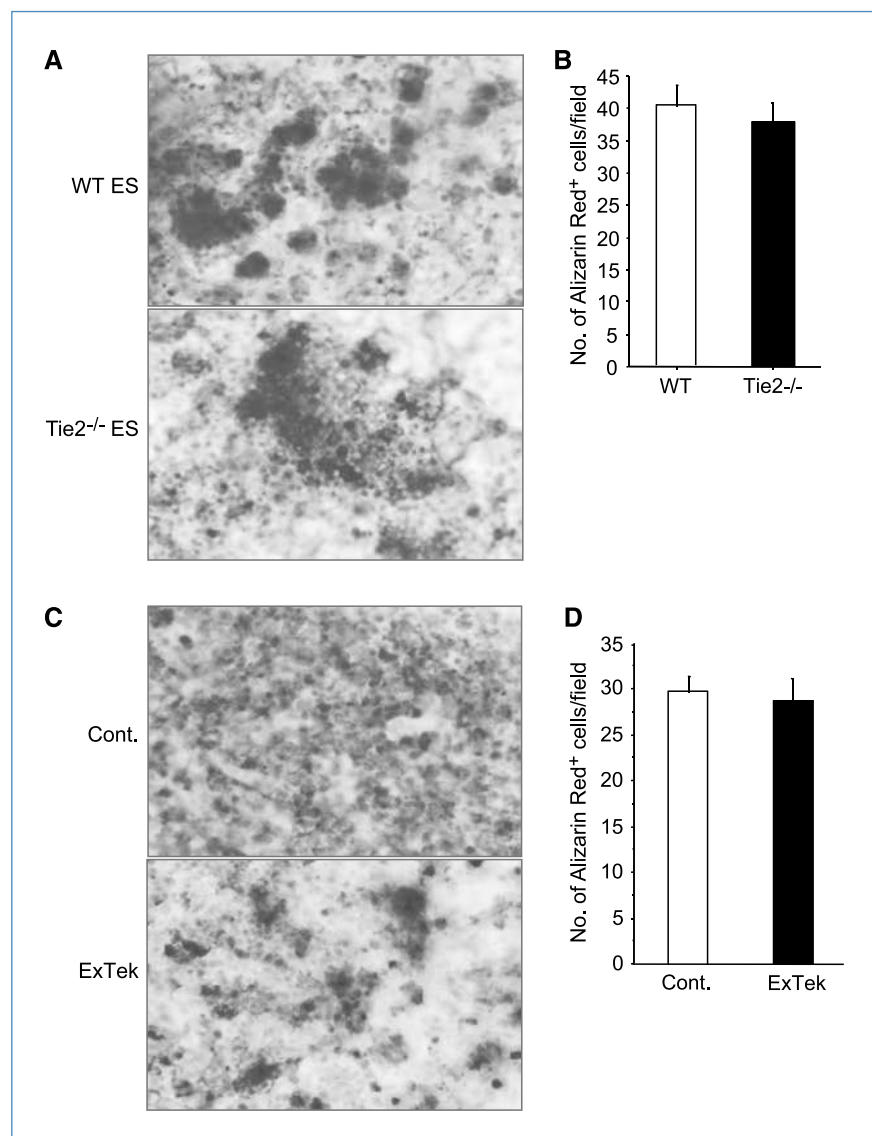 A
WT ES
Tie2-/- ES
B
No. of Alizarin Red+ cells/field
45
40
35
30
25
20
15
10
5
0
WT Tie2-/-
C
Cont.
ExTek
D
No. of Alizarin Red+ cells/field
35
30
25
20
15
10
5
0
Cont. ExTek